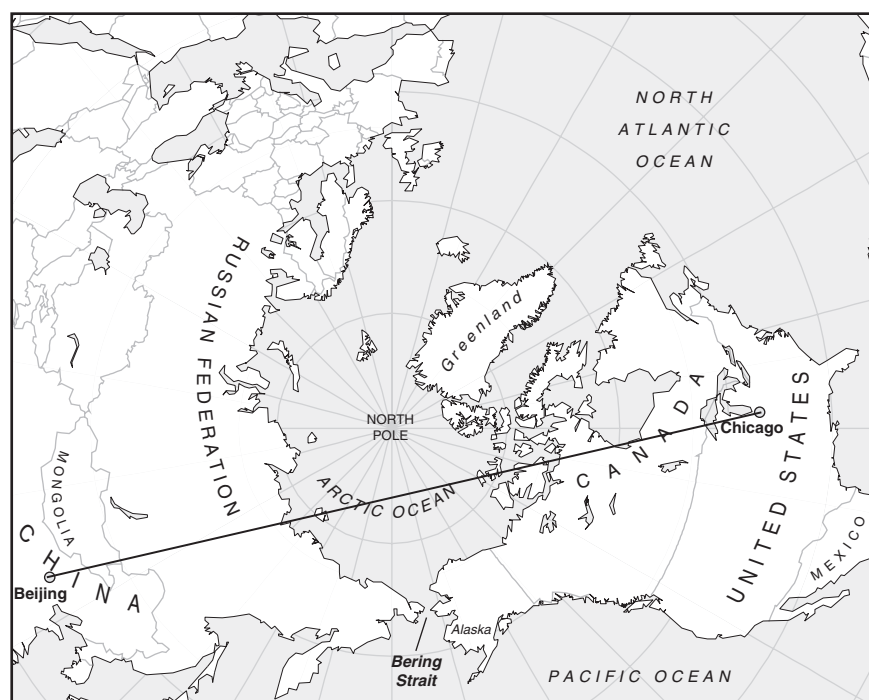 NORTH
ATLANTIC
OCEAN
RUSSIAN FEDERATION
Greenland
NORTH
POLE
CANADA
UNITED STATES
Chicago
MONGOLIA
ARCTIC OCEAN
CHINA
Beijing
MEXICO
Alaska
Bering
Strait
PACIFIC OCEAN